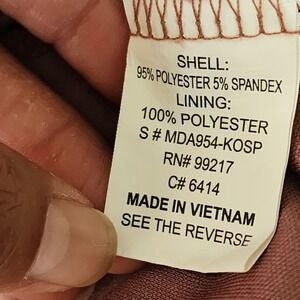 SHELL:
95% POLYESTER 5% SPANDEX
LINING:
100% POLYESTER
S # MDA954-KOSP
RN# 99217
C# 6414
MADE IN VIETNAM
SEE THE REVERSE